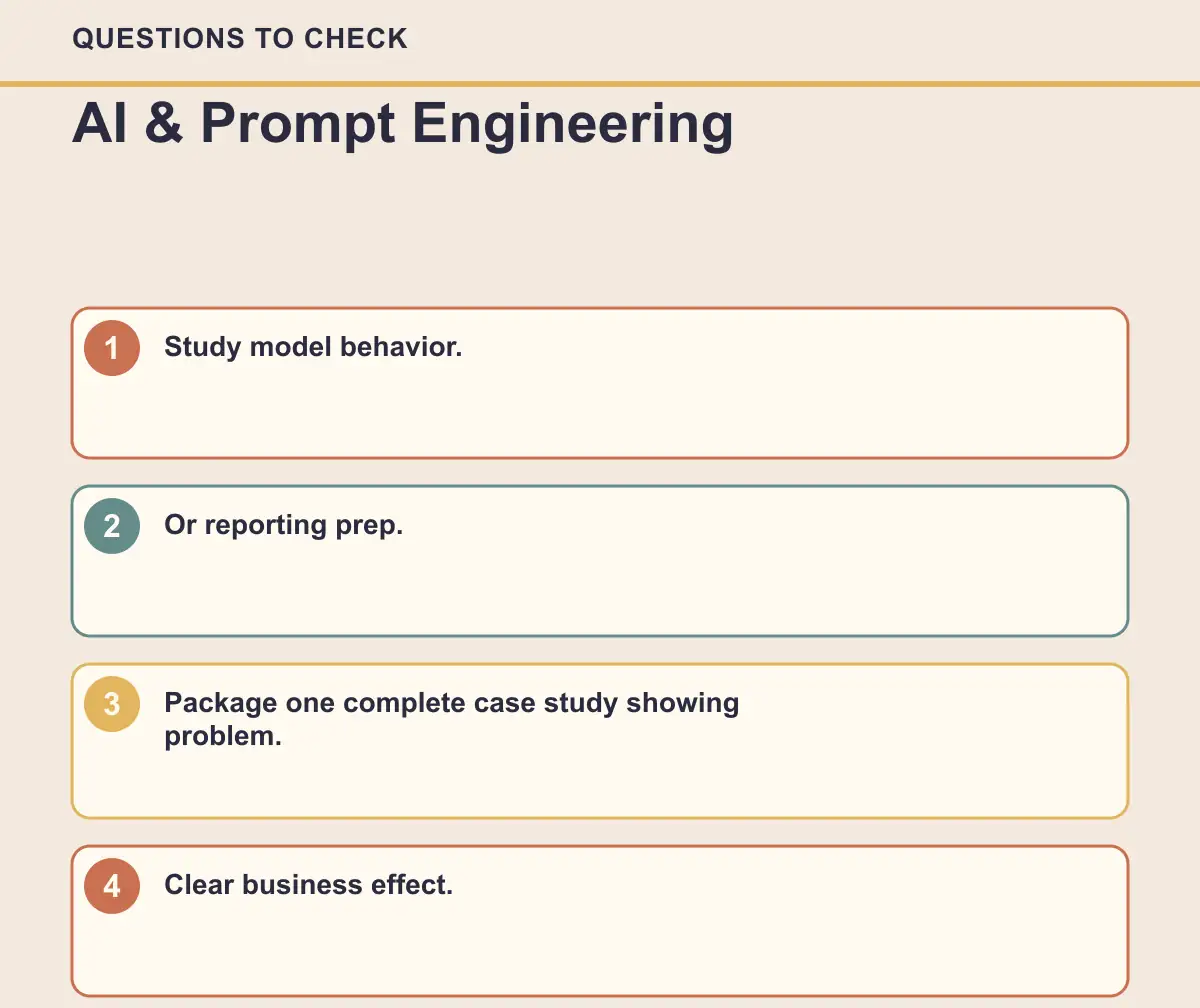 QUESTIONS TO CHECK
AI & Prompt Engineering
1
Study model behavior.
2
Or reporting prep.
3
Package one complete case study showing
problem.
4
Clear business effect.